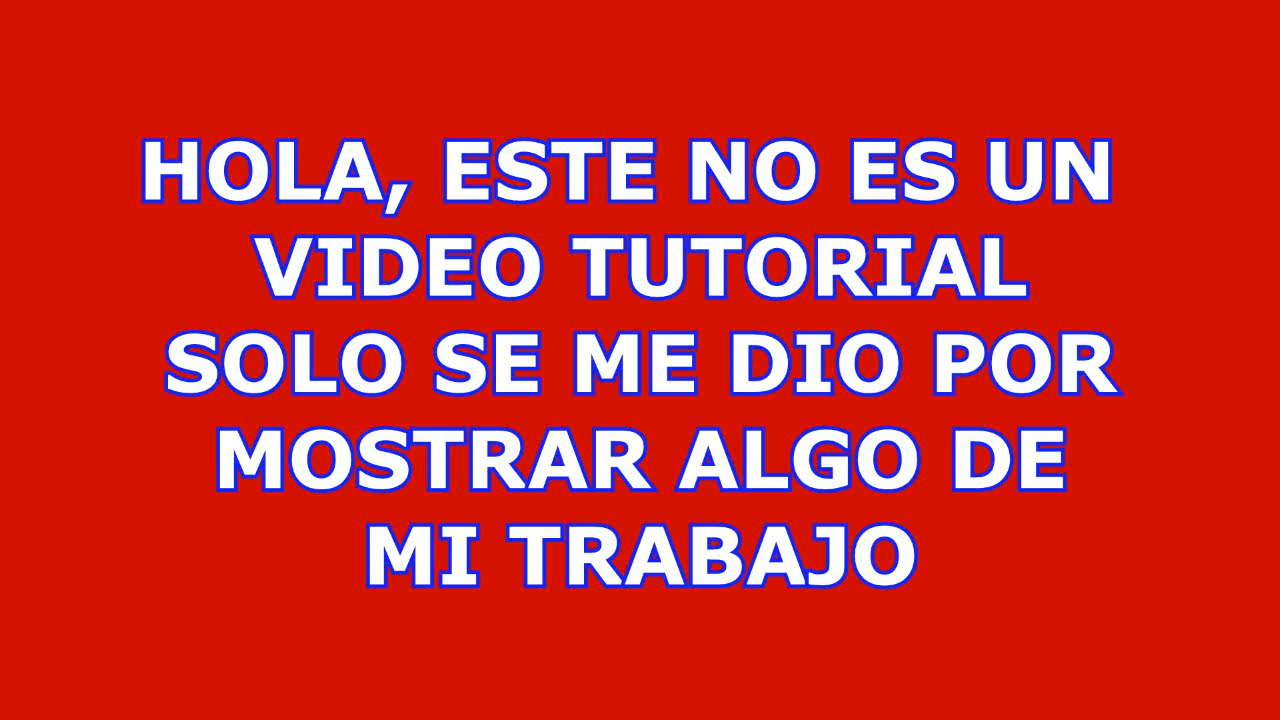 HOLA, ESTE NO ES UN
VIDEO TUTORIAL
SOLO SE ME DIO POR
MOSTRAR ALGO DE
MI TRABAJO